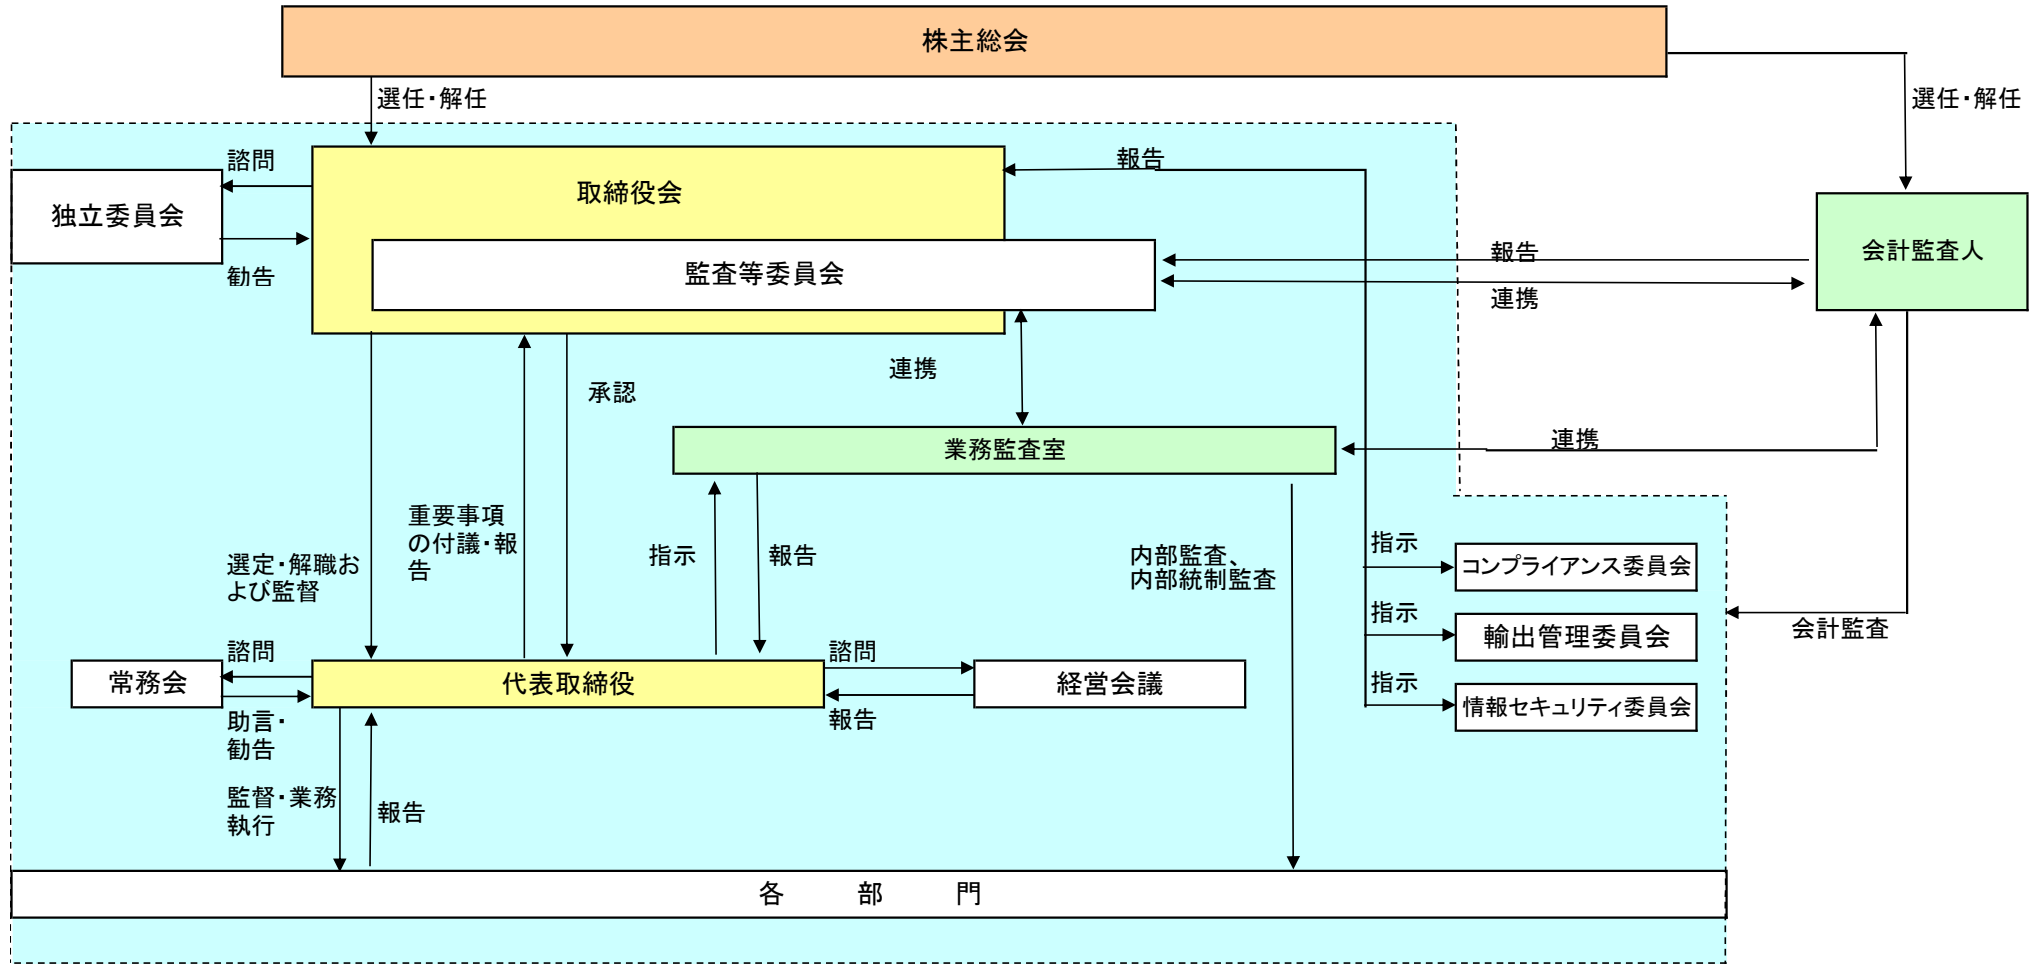 株主総会
選任・解任
選任・解任
諮問
報告
取締役会
独立委員会
勧告
監査等委員会
報告
連携
会計監査人
連携
承認
業務監査室
連携
重要事項
の付議・報
告
選定・解職お
よび監督
指示
報告
内部監査、
内部統制監査
指示
コンプライアンス委員会
指示
輸出管理委員会
会計監査
指示
情報セキュリティ委員会
諮問
常務会
助言・
勧告
代表取締役
諮問
報告
経営会議
監督・業務
執行
報告
各　部　門